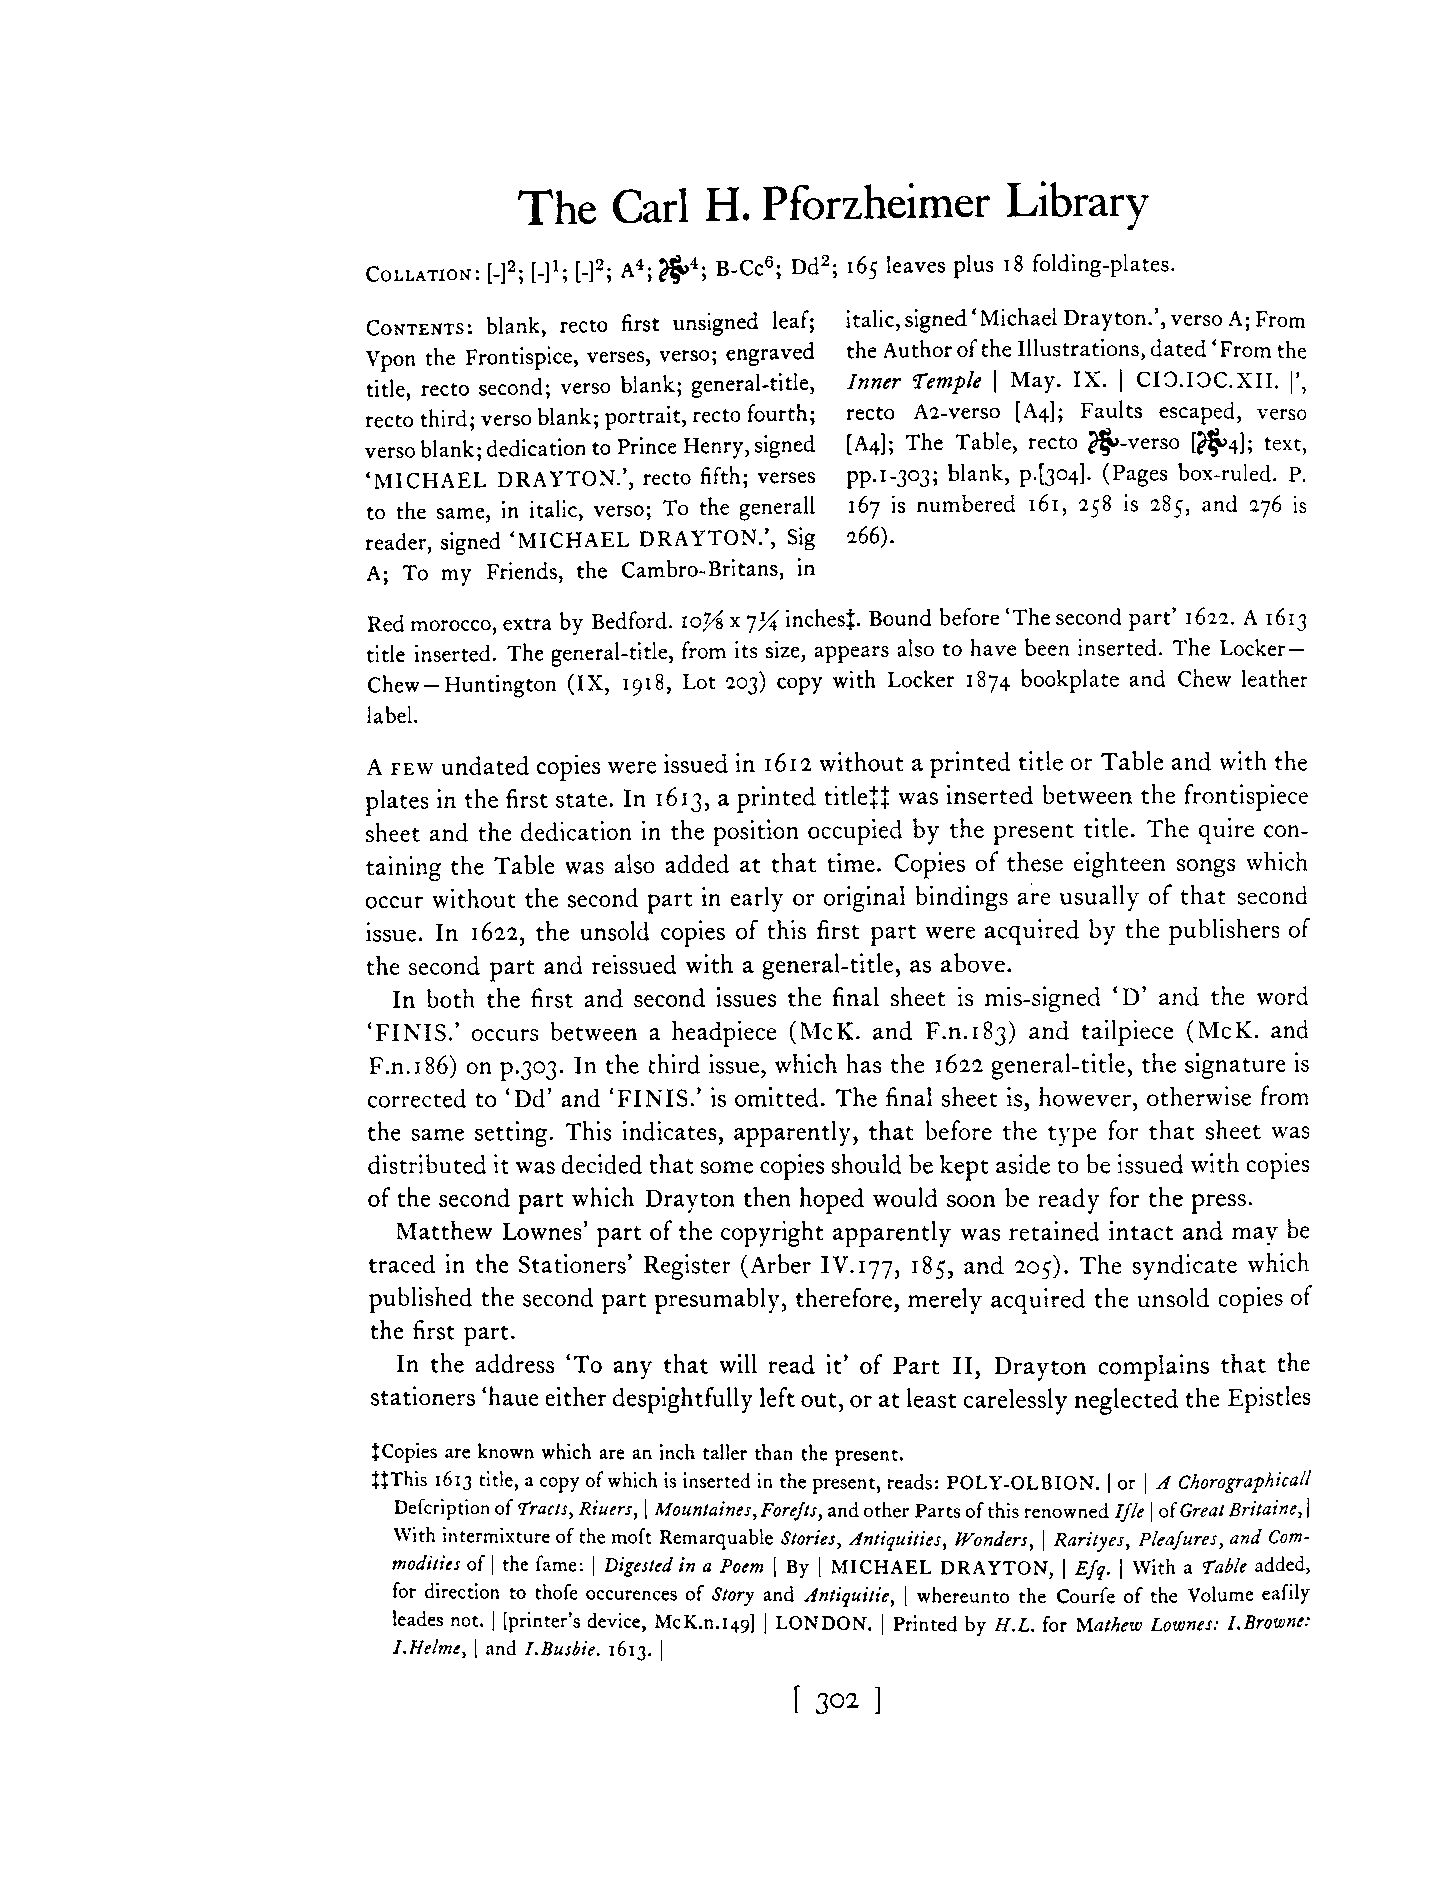 The Carl H. Pforzheimer Library
COLLATION: [-]²; [-]¹; [-]²; A⁴; ⁴; B-Cc⁶; Dd²; 165 leaves plus 18 folding-plates.
CONTENTS: blank, recto first unsigned leaf;
Vpon the Frontispice, verses, verso; engraved
title, recto second; verso blank; general-title,
recto third; verso blank; portrait, recto fourth;
verso blank; dedication to Prince Henry, signed
‘MICHAEL DRAYTON.’, recto fifth; verses
to the same, in italic, verso; To the generall
reader, signed ‘MICHAEL DRAYTON.’, Sig
A; To my Friends, the Cambro-Britans, in
italic, signed ‘Michael Drayton.’, verso A; From
the Author of the Illustrations, dated ‘From the
Inner Temple | May. IX. | CIↃ.IↃC.XII. |’,
recto A2-verso [A4]; Faults escaped, verso
[A4]; The Table, recto -verso [4]; text,
pp.1-303; blank, p.[304]. (Pages box-ruled. P.
167 is numbered 161, 258 is 285, and 276 is
266).
Red morocco, extra by Bedford. 10⅞ x 7¼ inches‡. Bound before ‘The second part’ 1622. A 1613
title inserted. The general-title, from its size, appears also to have been inserted. The Locker—
Chew—Huntington (IX, 1918, Lot 203) copy with Locker 1874 bookplate and Chew leather
label.
A FEW undated copies were issued in 1612 without a printed title or Table and with the
plates in the first state. In 1613, a printed title‡‡ was inserted between the frontispiece
sheet and the dedication in the position occupied by the present title. The quire con-
taining the Table was also added at that time. Copies of these eighteen songs which
occur without the second part in early or original bindings are usually of that second
issue. In 1622, the unsold copies of this first part were acquired by the publishers of
the second part and reissued with a general-title, as above.
In both the first and second issues the final sheet is mis-signed ‘D’ and the word
‘FINIS.’ occurs between a headpiece (McK. and F.n.183) and tailpiece (McK. and
F.n.186) on p.303. In the third issue, which has the 1622 general-title, the signature is
corrected to ‘Dd’ and ‘FINIS.’ is omitted. The final sheet is, however, otherwise from
the same setting. This indicates, apparently, that before the type for that sheet was
distributed it was decided that some copies should be kept aside to be issued with copies
of the second part which Drayton then hoped would soon be ready for the press.
Matthew Lownes’ part of the copyright apparently was retained intact and may be
traced in the Stationers’ Register (Arber IV.177, 185, and 205). The syndicate which
published the second part presumably, therefore, merely acquired the unsold copies of
the first part.
In the address ‘To any that will read it’ of Part II, Drayton complains that the
stationers ‘haue either despightfully left out, or at least carelessly neglected the Epistles
‡Copies are known which are an inch taller than the present.
‡‡This 1613 title, a copy of which is inserted in the present, reads: POLY-OLBION. | or | A Chorographicall
Deſcription of Tracts, Riuers, | Mountaines, Foreſts, and other Parts of this renowned Iſle | of Great Britaine, |
With intermixture of the moſt Remarquable Stories, Antiquities, Wonders, | Rarityes, Pleaſures, and Com-
modities of | the ſame: | Digested in a Poem | By | MICHAEL DRAYTON, | Eſq. | With a Table added,
for direction to thoſe occurences of Story and Antiquitie, | whereunto the Courſe of the Volume eaſily
leades not. | [printer’s device, McK.n.149] | LONDON. | Printed by H.L. for Mathew Lownes: I.Browne:
I.Helme, | and I.Busbie. 1613. |
[ 302 ]